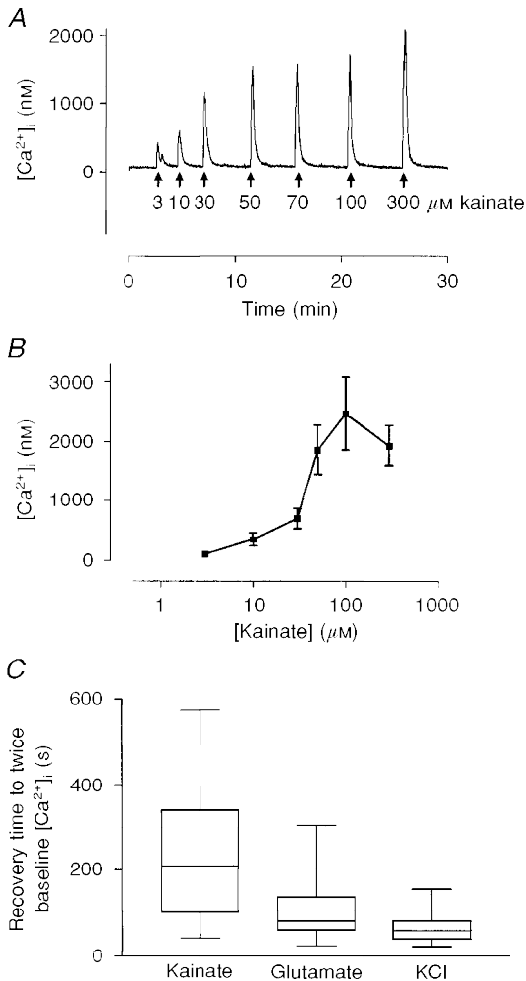 A
[Ca²⁺]ᵢ (nM)
2000
1000
0
3 10 30 50 70 100 300 μM kainate
0 10 20 30
Time (min)
B
[Ca²⁺]ᵢ (nM)
3000
2000
1000
0
1 10 100 1000
[Kainate] (μM)
C
Recovery time to twice
baseline [Ca²⁺]ᵢ (s)
600
400
200
0
Kainate Glutamate KCl